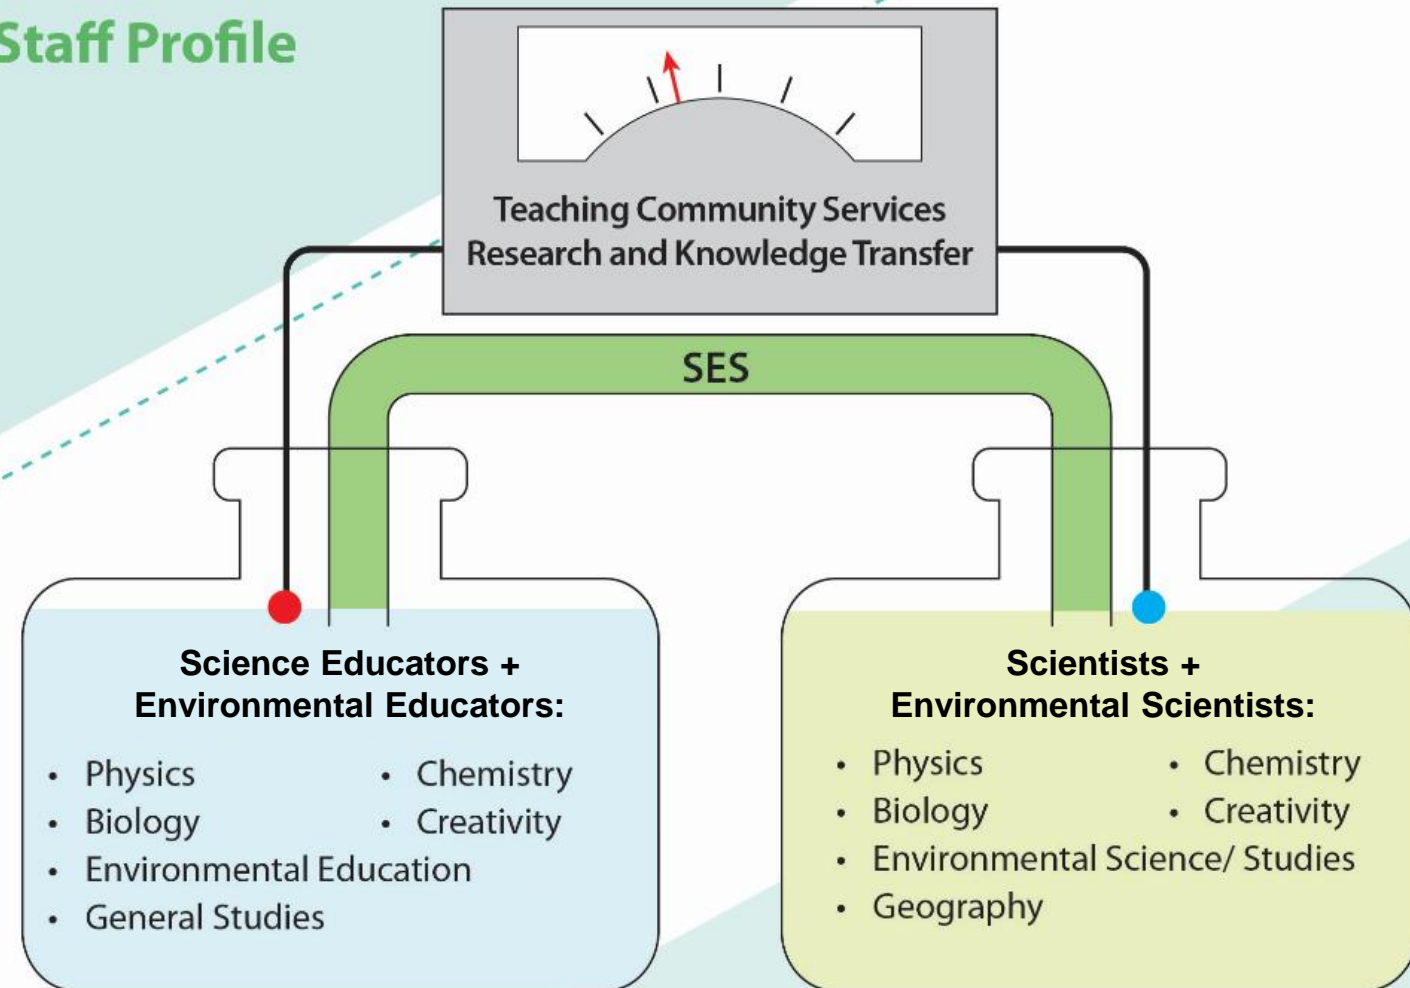 Staff Profile
Teaching Community Services
Research and Knowledge Transfer
SES
Science Educators +
Environmental Educators:
• Physics • Chemistry
• Biology • Creativity
• Environmental Education
• General Studies
Scientists +
Environmental Scientists:
• Physics • Chemistry
• Biology • Creativity
• Environmental Science/ Studies
• Geography